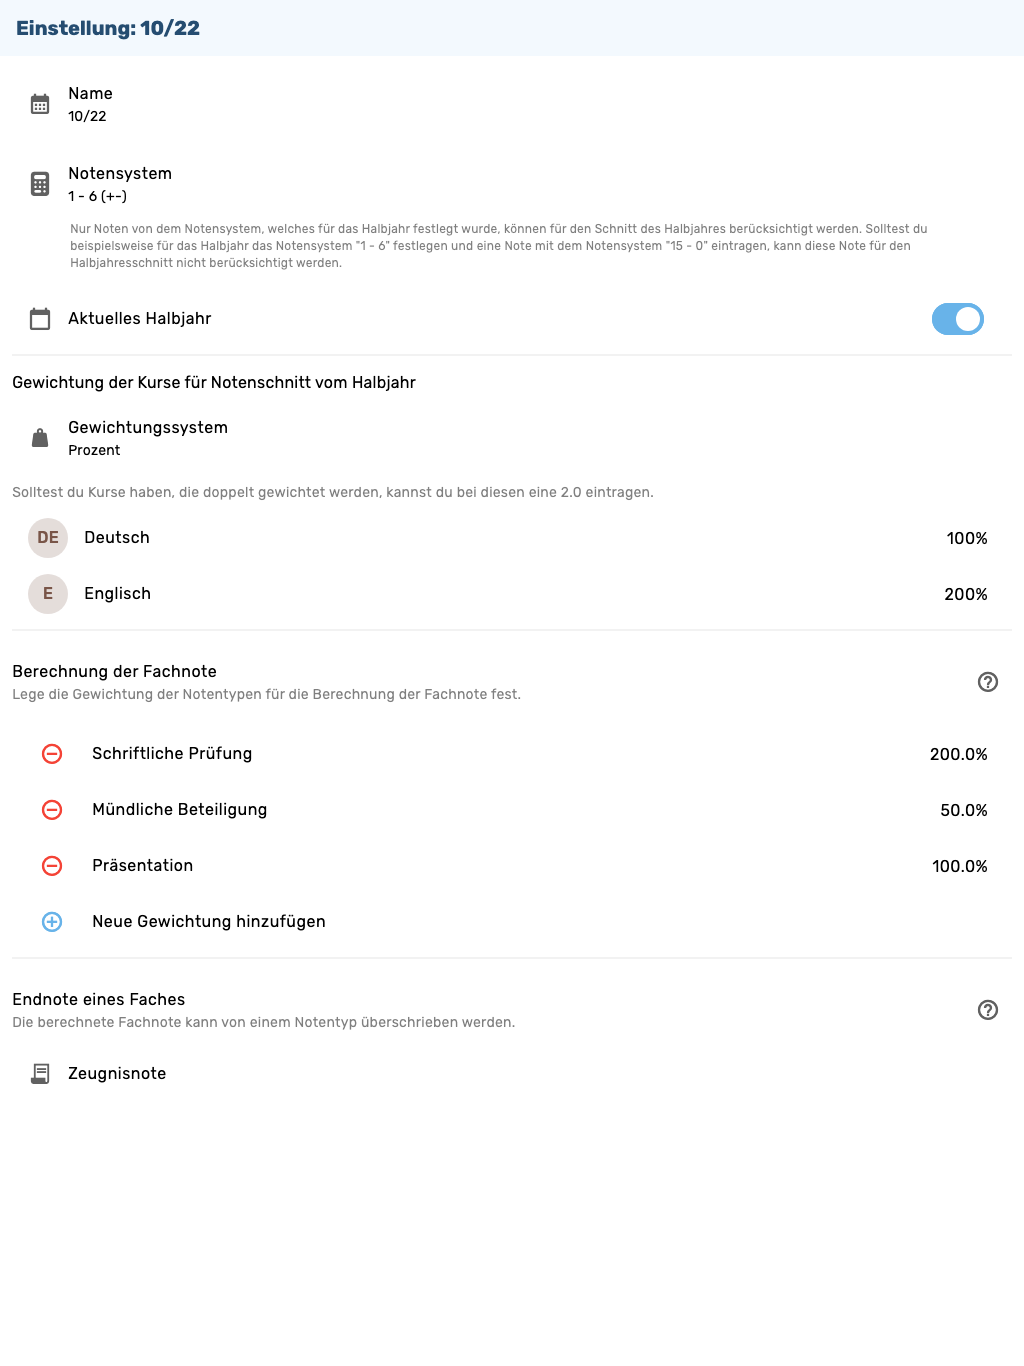 Einstellung: 10/22
Name
10/22
Notensystem
1 - 6 (+-)
Nur Noten von dem Notensystem, welches für das Halbjahr festlegt wurde, können für den Schnitt des Halbjahres berücksichtigt werden. Solltest du
beispielsweise für das Halbjahr das Notensystem "1 - 6" festlegen und eine Note mit dem Notensystem "15 - 0" eintragen, kann diese Note für den
Halbjahresschnitt nicht berücksichtigt werden.
Aktuelles Halbjahr
Gewichtung der Kurse für Notenschnitt vom Halbjahr
Gewichtungssystem
Prozent
Solltest du Kurse haben, die doppelt gewichtet werden, kannst du bei diesen eine 2.0 eintragen.
DE Deutsch 100%
E Englisch 200%
Berechnung der Fachnote
Lege die Gewichtung der Notentypen für die Berechnung der Fachnote fest.
Schriftliche Prüfung 200.0%
Mündliche Beteiligung 50.0%
Präsentation 100.0%
Neue Gewichtung hinzufügen
Endnote eines Faches
Die berechnete Fachnote kann von einem Notentyp überschrieben werden.
Zeugnisnote